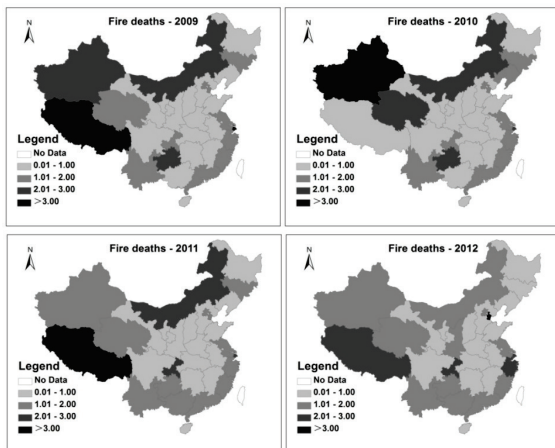 Fire deaths - 2009
N
Legend
No Data
0.01 - 1.00
1.01 - 2.00
2.01 - 3.00
>3.00
Fire deaths - 2010
N
Legend
No Data
0.01 - 1.00
1.01 - 2.00
2.01 - 3.00
>3.00
Fire deaths - 2011
N
Legend
No Data
0.01 - 1.00
1.01 - 2.00
2.01 - 3.00
>3.00
Fire deaths - 2012
N
Legend
No Data
0.01 - 1.00
1.01 - 2.00
2.01 - 3.00
>3.00